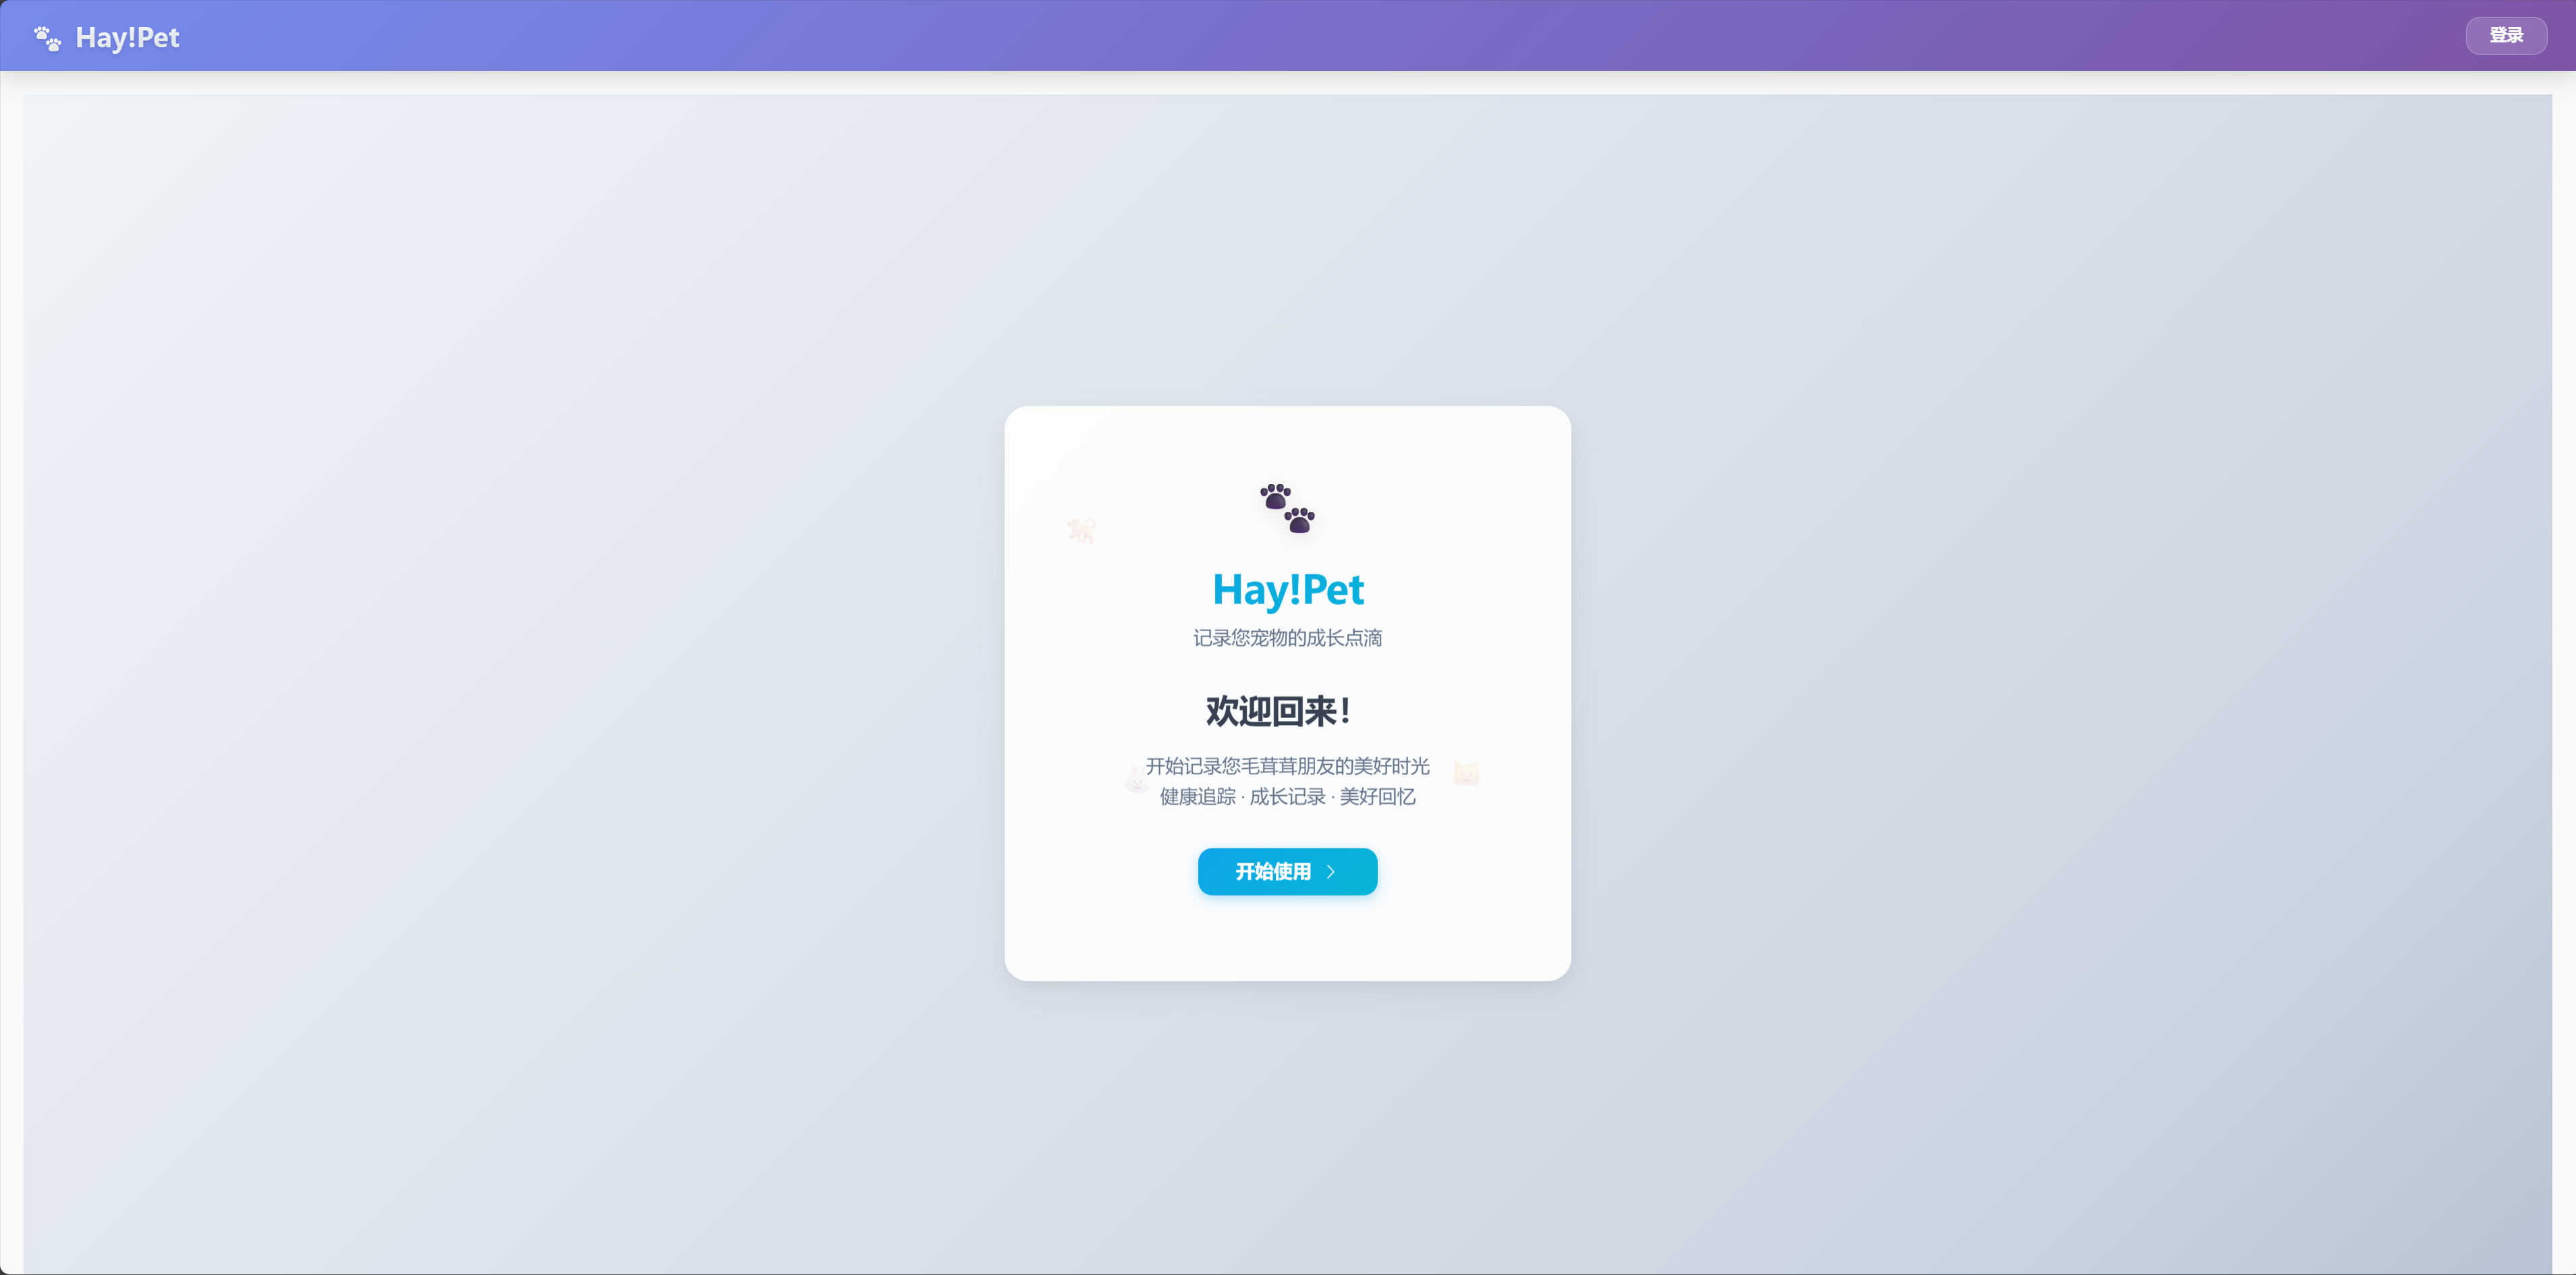 Hay!Pet
登录
Hay!Pet
记录您宠物的成长点滴
欢迎回来！
开始记录您毛茸茸朋友的美好时光
健康追踪 · 成长记录 · 美好回忆
开始使用